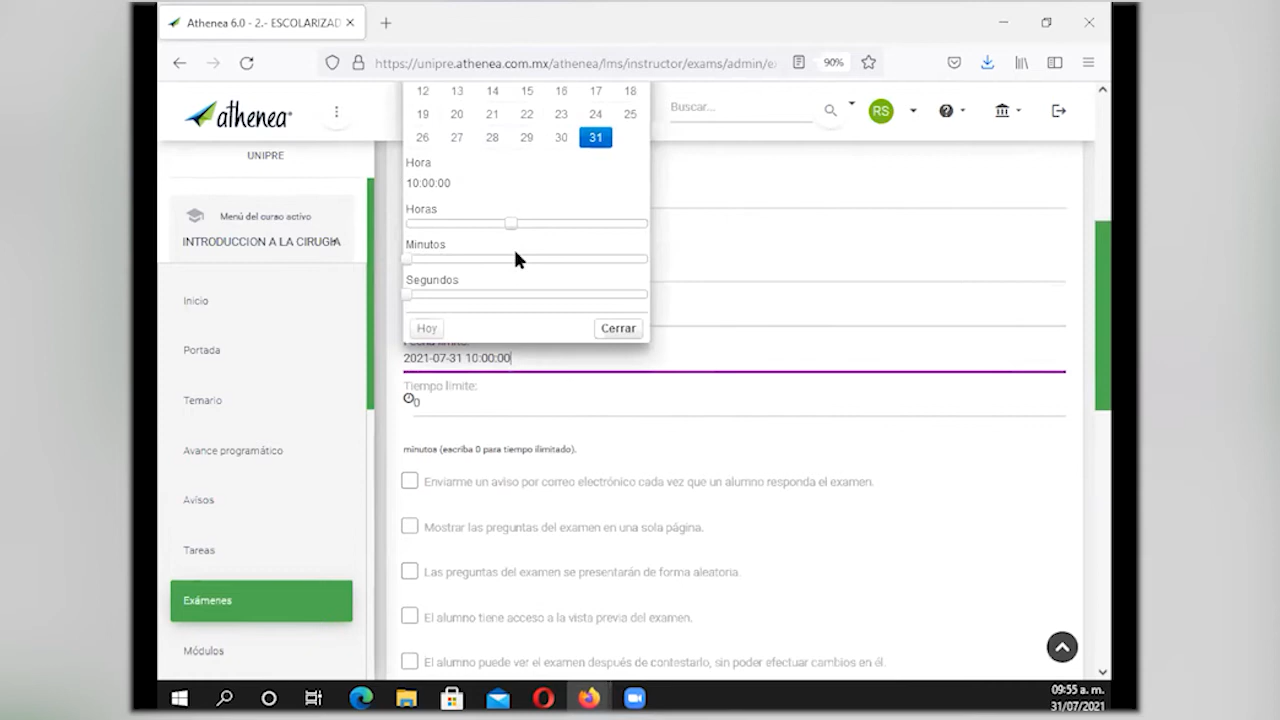 Athenea 6.0 - 2.- ESCOLARIZAD
https://unipre.athenea.com.mx/athenea/lms/instructor/exams/admin/e
90%
athenea
Buscar...
RS
UNIPRE
Menú del curso activo
INTRODUCCION A LA CIRUGIA
Inicio
Portada
Temario
Avance programático
Avisos
Tareas
Exámenes
Módulos
12 13 14 15 16 17 18
19 20 21 22 23 24 25
26 27 28 29 30 31
Hora
10:00:00
Horas
Minutos
Segundos
Hoy
Cerrar
2021-07-31 10:00:00
Tiempo límite:
0
minutos (escriba 0 para tiempo ilimitado).
Enviarme un aviso por correo electrónico cada vez que un alumno responda el examen.
Mostrar las preguntas del examen en una sola página.
Las preguntas del examen se presentarán de forma aleatoria.
El alumno tiene acceso a la vista previa del examen.
El alumno puede ver el examen después de contestarlo, sin poder efectuar cambios en él.
09:55 a. m.
31/07/2021